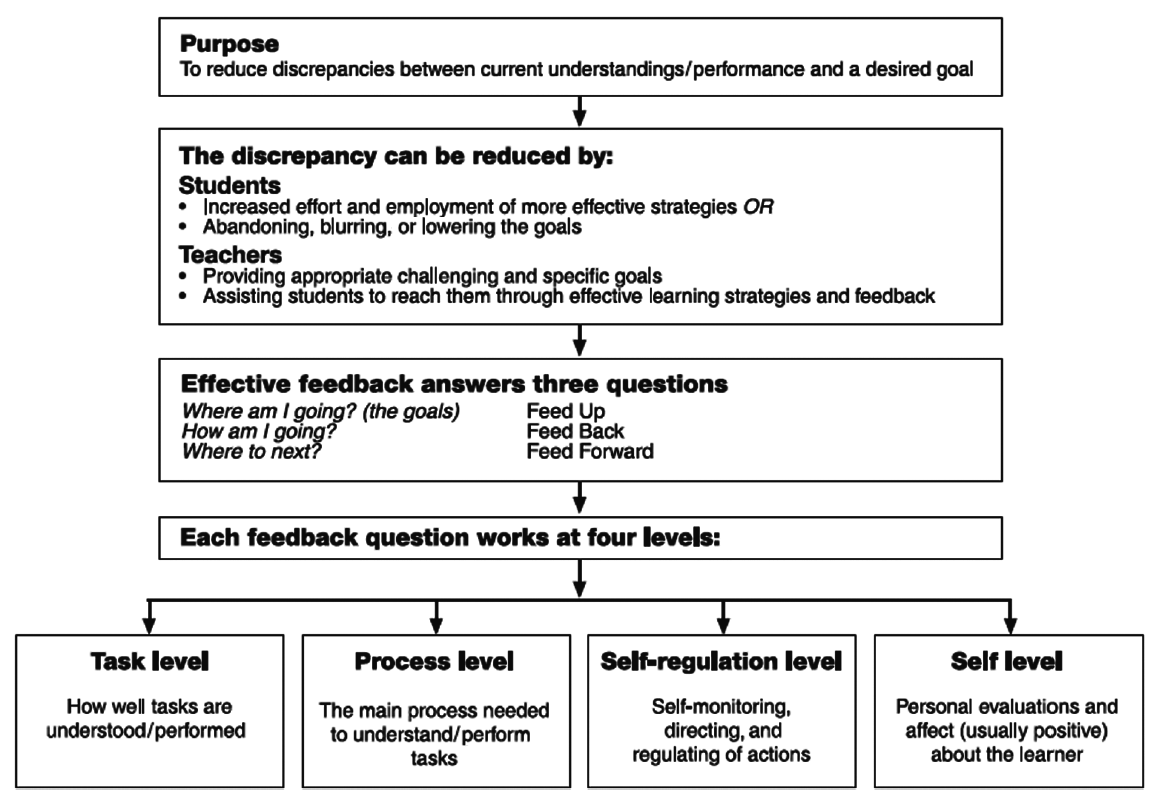 Purpose
To reduce discrepancies between current understandings/performance and a desired goal
The discrepancy can be reduced by:
Students
• Increased effort and employment of more effective strategies OR
• Abandoning, blurring, or lowering the goals
Teachers
• Providing appropriate challenging and specific goals
• Assisting students to reach them through effective learning strategies and feedback
Effective feedback answers three questions
Where am I going? (the goals) Feed Up
How am I going? Feed Back
Where to next? Feed Forward
Each feedback question works at four levels:
Task level
How well tasks are
understood/performed
Process level
The main process needed
to understand/perform
tasks
Self-regulation level
Self-monitoring,
directing, and
regulating of actions
Self level
Personal evaluations and
affect (usually positive)
about the learner